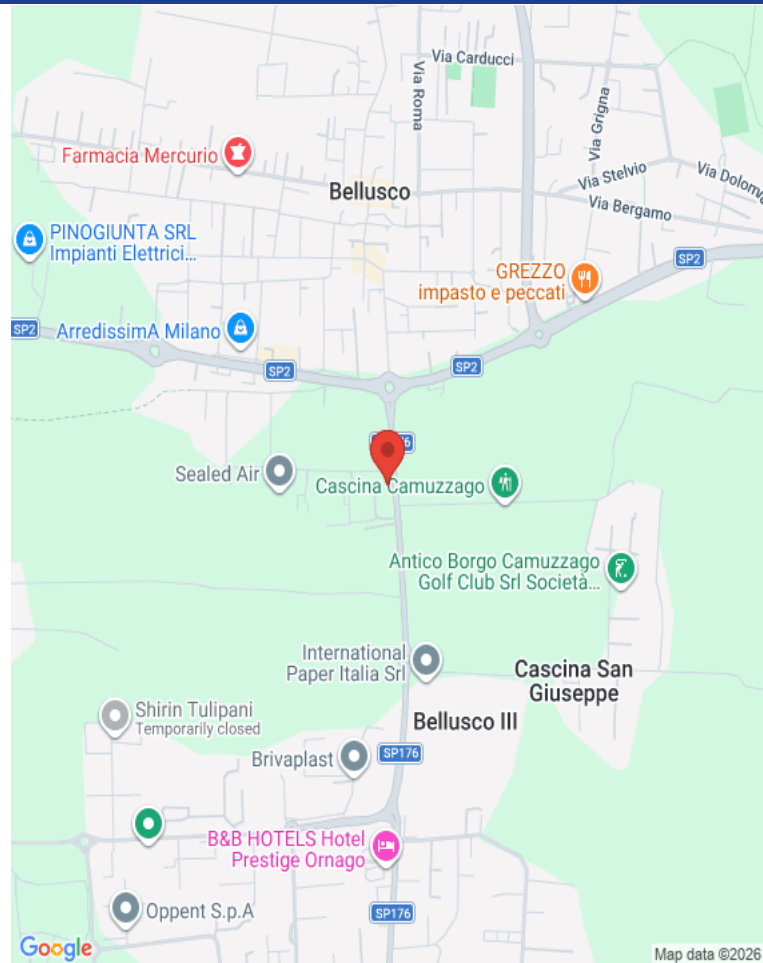 Via Carducci
Via Roma
Via Grigna
Farmacia Mercurio
Bellusco
Via Stelvio
Via Dolomi
Via Bergamo
PINOGIUNTA SRL
Impianti Elettrici...
SP2
GREZZO
impasto e peccati
SP2
ArredissimA Milano
SP2
SP2
Sealed Air
Cascina Camuzzago
Antico Borgo Camuzzago
Golf Club Srl Società...
International
Paper Italia Srl
Cascina San
Giuseppe
Shirin Tulipani
Temporarily closed
Bellusco III
Brivaplast
SP176
B&B HOTELS Hotel
Prestige Ornago
Oppent S.p.A
SP176
Google
Map data ©2026